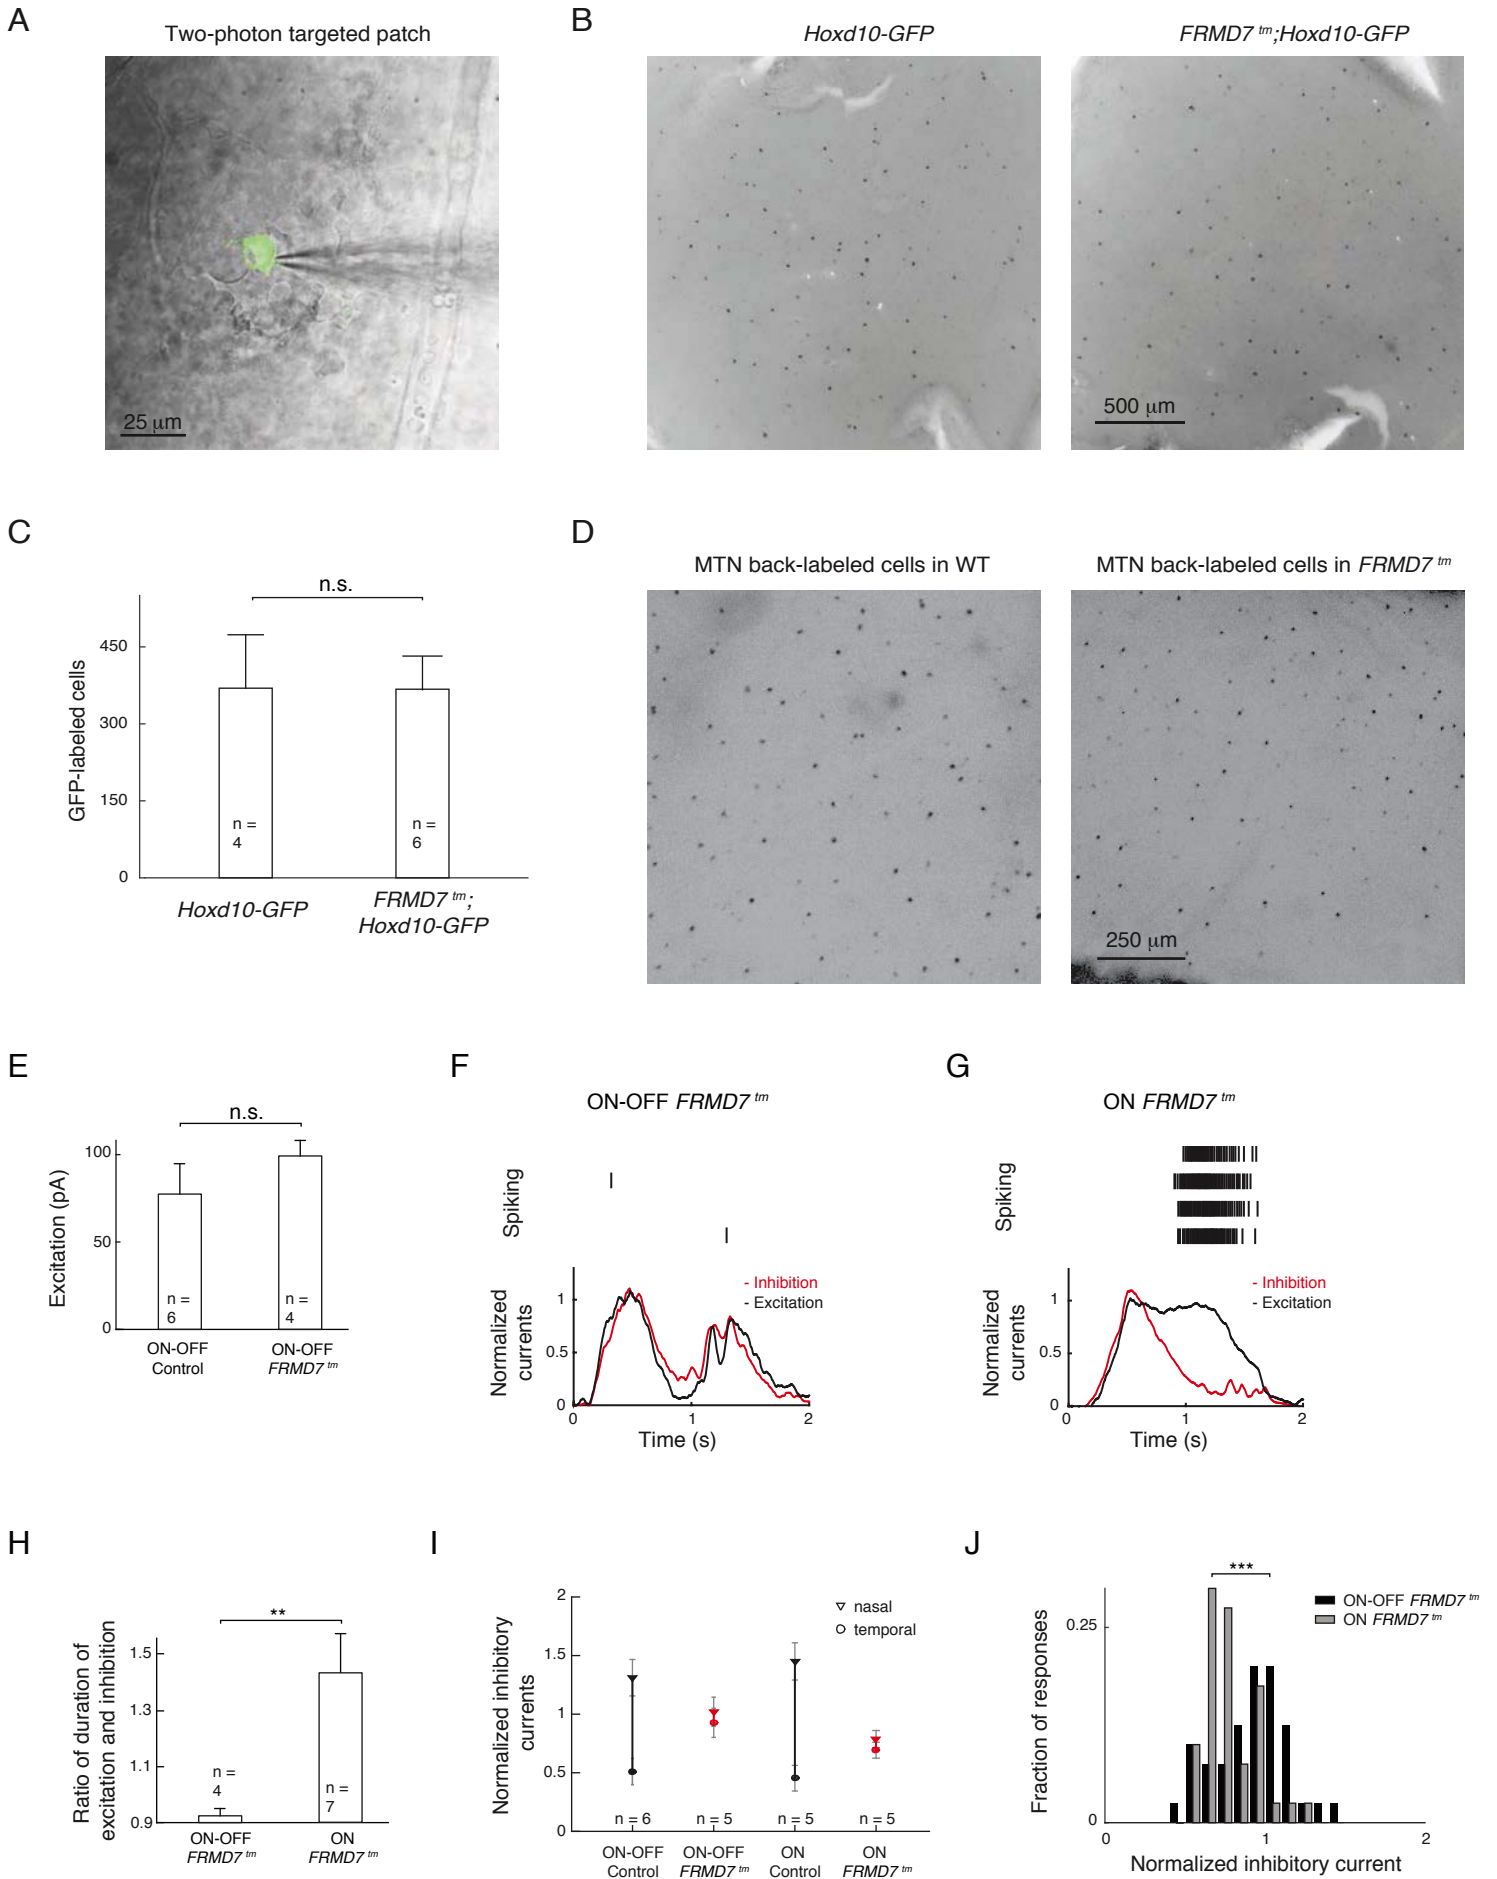 A
Two-photon targeted patch
25 µm
B
Hoxd10-GFP
FRMD7 tm;Hoxd10-GFP
500 µm
C
n.s.
GFP-labeled cells
450
300
150
0
n =
4
n =
6
Hoxd10-GFP
FRMD7 tm;
Hoxd10-GFP
D
MTN back-labeled cells in WT
MTN back-labeled cells in FRMD7 tm
250 µm
E
n.s.
Excitation (pA)
100
50
0
n =
6
n =
4
ON-OFF
Control
ON-OFF
FRMD7 tm
F
ON-OFF FRMD7 tm
Spiking
- Inhibition
- Excitation
Normalized
currents
1
0.5
0
0 1 2
Time (s)
G
ON FRMD7 tm
Spiking
- Inhibition
- Excitation
Normalized
currents
1
0.5
0
0 1 2
Time (s)
H
**
Ratio of duration of
excitation and inhibition
1.5
1.3
1.1
0.9
n =
4
n =
7
ON-OFF
FRMD7 tm
ON
FRMD7 tm
I
Normalized inhibitory
currents
2
1.5
1
0.5
0
nasal
temporal
n = 6 n = 5 n = 5 n = 5
ON-OFF
Control
ON-OFF
FRMD7 tm
ON
Control
ON
FRMD7 tm
J
***
ON-OFF FRMD7 tm
ON FRMD7 tm
Fraction of responses
0.25
0
0 1 2
Normalized inhibitory current